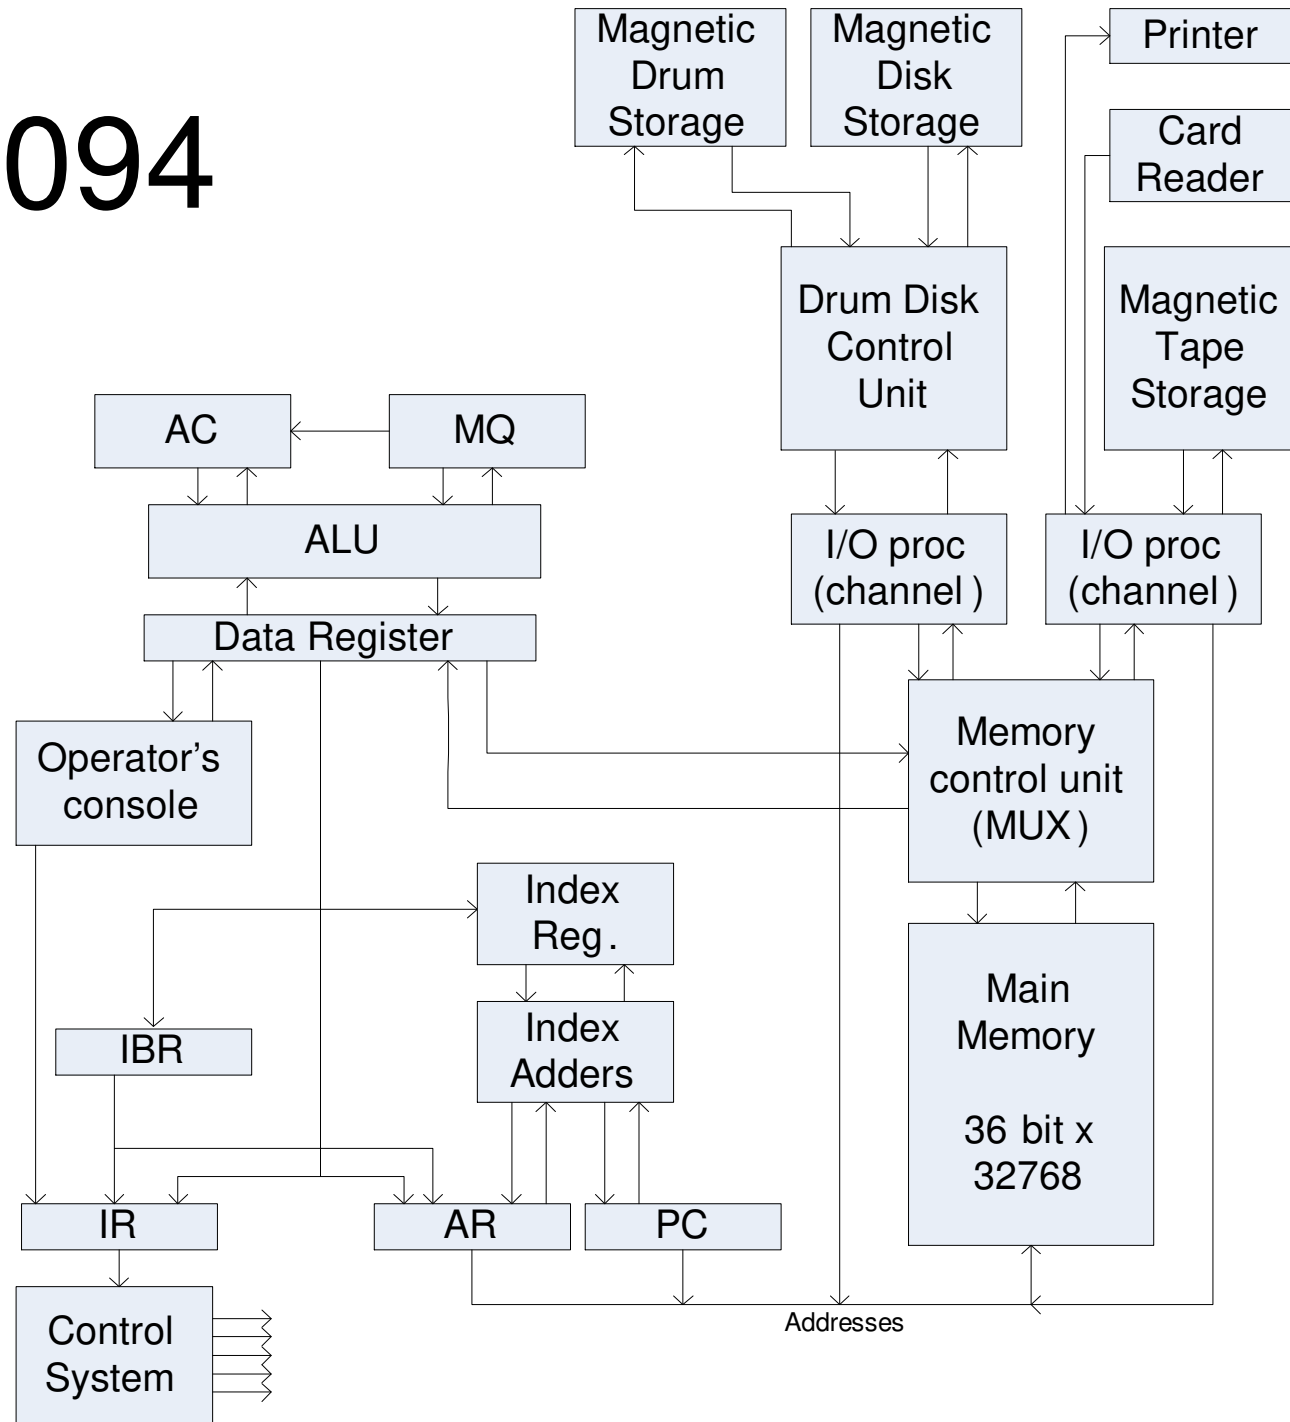 094
Magnetic
Drum
Storage
Magnetic
Disk
Storage
Printer
Card
Reader
Drum Disk
Control
Unit
Magnetic
Tape
Storage
AC
MQ
ALU
I/O proc
(channel)
I/O proc
(channel)
Data Register
Operator's
console
Memory
control unit
(MUX)
Index
Reg.
Main
Memory
36 bit x
32768
IBR
Index
Adders
IR
AR
PC
Addresses
Control
System